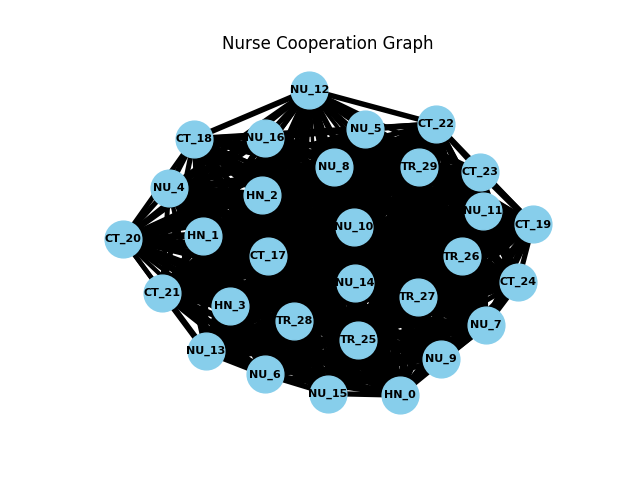 Nurse Cooperation Graph
NU_12
CT_22
NU_5
CT_18
NU_16
NU_8
TR_29
CT_23
NU_4
HN_2
NU_11
CT_19
NU_10
HN_1
CT_20
CT_17
TR_26
CT_24
NU_14
CT_21
TR_27
HN_3
TR_28
NU_7
TR_25
NU_13
NU_9
NU_6
NU_15
HN_0